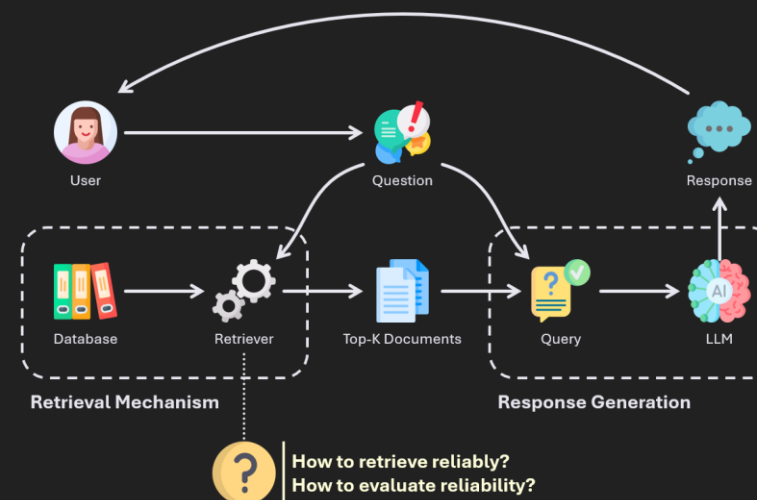 User
Question
Response
Database
Retriever
Top-K Documents
Query
AI
LLM
Retrieval Mechanism
Response Generation
?
How to retrieve reliably?
How to evaluate reliability?